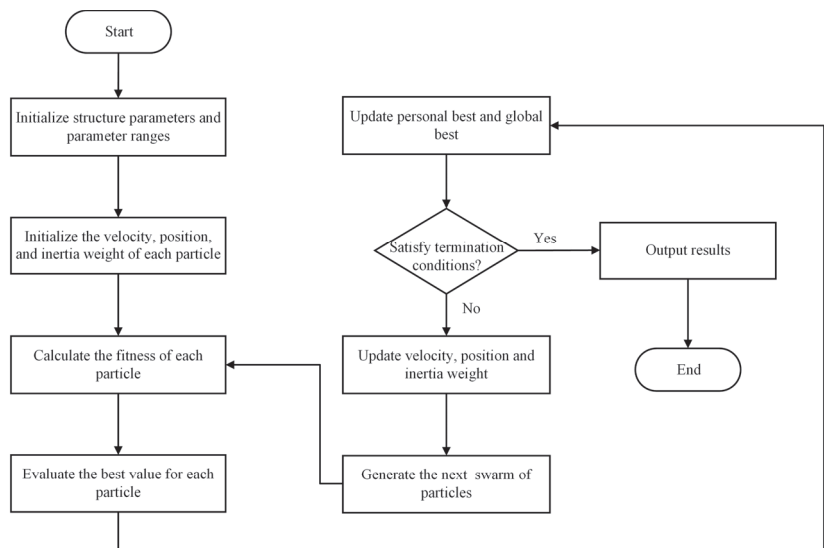 Start
Initialize structure parameters and
parameter ranges
Initialize the velocity, position,
and inertia weight of each particle
Calculate the fitness of each
particle
Evaluate the best value for each
particle
Update personal best and global
best
Satisfy termination
conditions?
Yes
No
Update velocity, position and
inertia weight
Generate the next swarm of
particles
Output results
End